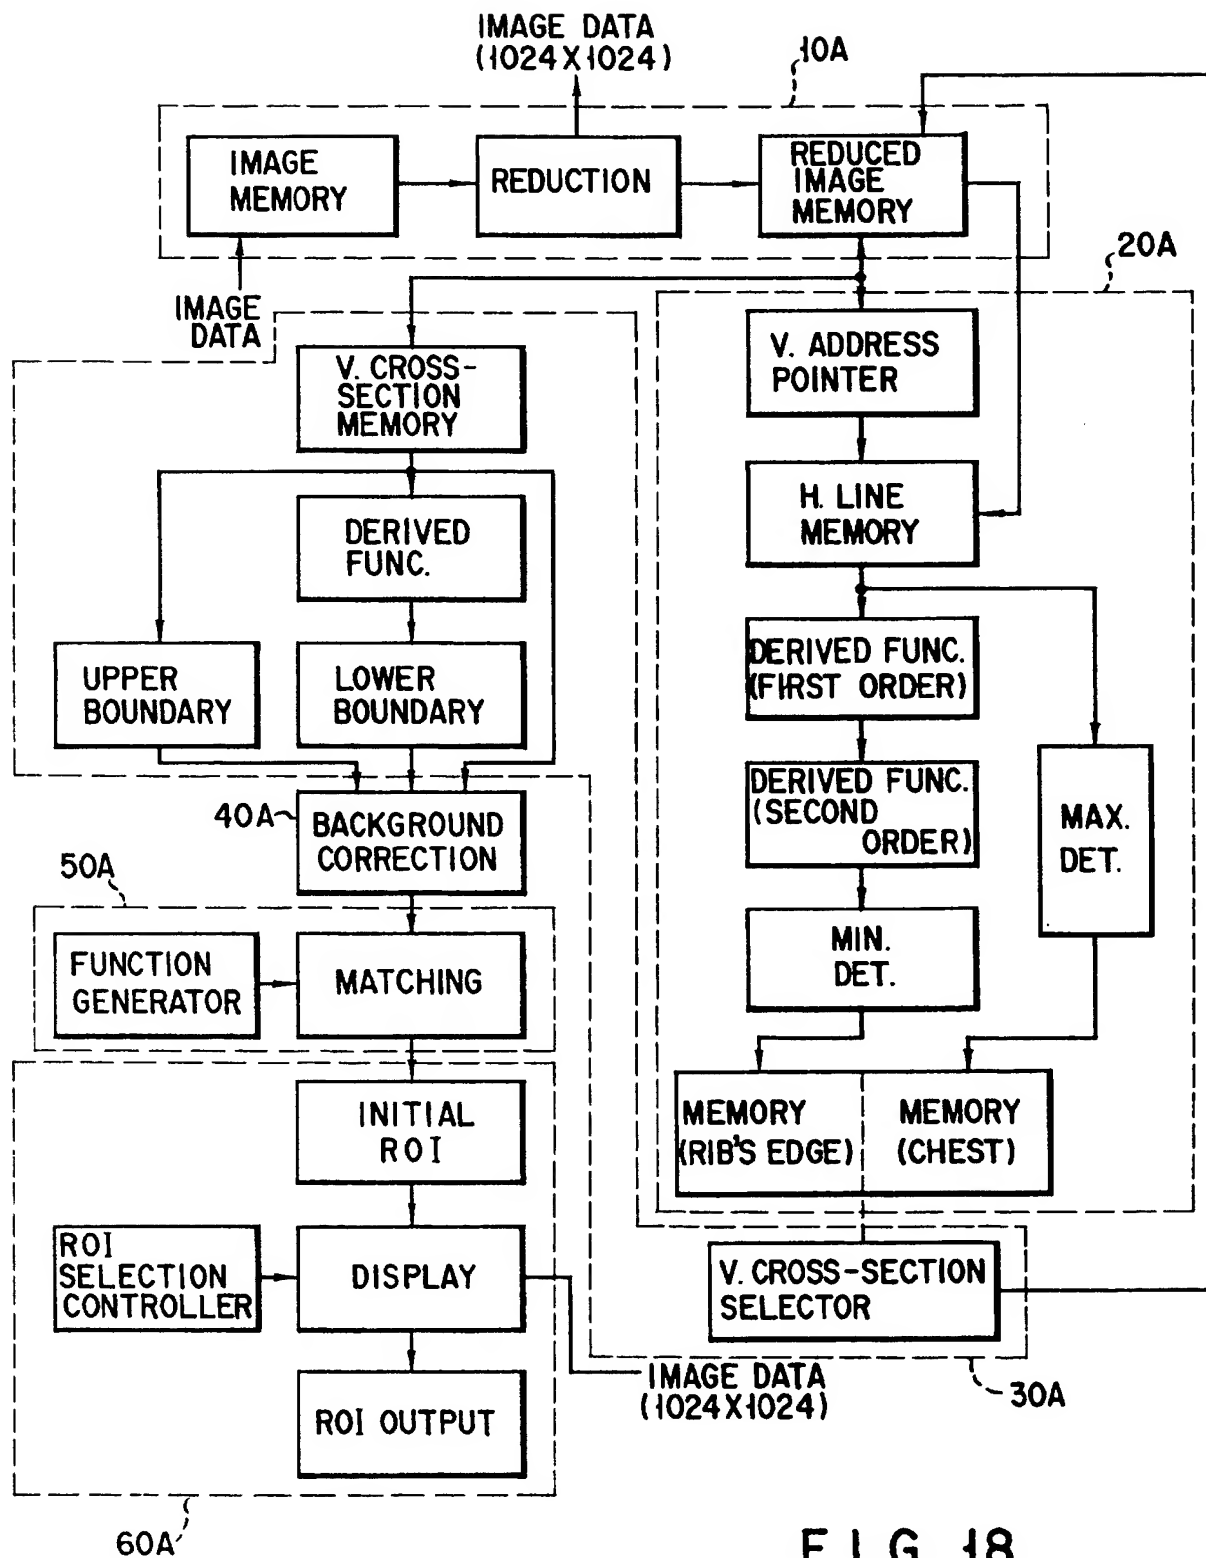 IMAGE DATA
(1024X1024)
10A
IMAGE
MEMORY
REDUCTION
REDUCED
IMAGE
MEMORY
20A
IMAGE
DATA
V. CROSS-
SECTION
MEMORY
V. ADDRESS
POINTER
H. LINE
MEMORY
DERIVED
FUNC.
UPPER
BOUNDARY
LOWER
BOUNDARY
DERIVED FUNC.
(FIRST ORDER)
DERIVED FUNC.
(SECOND
ORDER)
MAX.
DET.
40A
BACKGROUND
CORRECTION
50A
FUNCTION
GENERATOR
MATCHING
MIN.
DET.
INITIAL
ROI
MEMORY
(RIB'S EDGE)
MEMORY
(CHEST)
ROI
SELECTION
CONTROLLER
DISPLAY
V. CROSS-SECTION
SELECTOR
IMAGE DATA
(1024X1024)
30A
ROI OUTPUT
60A
FIG. 18